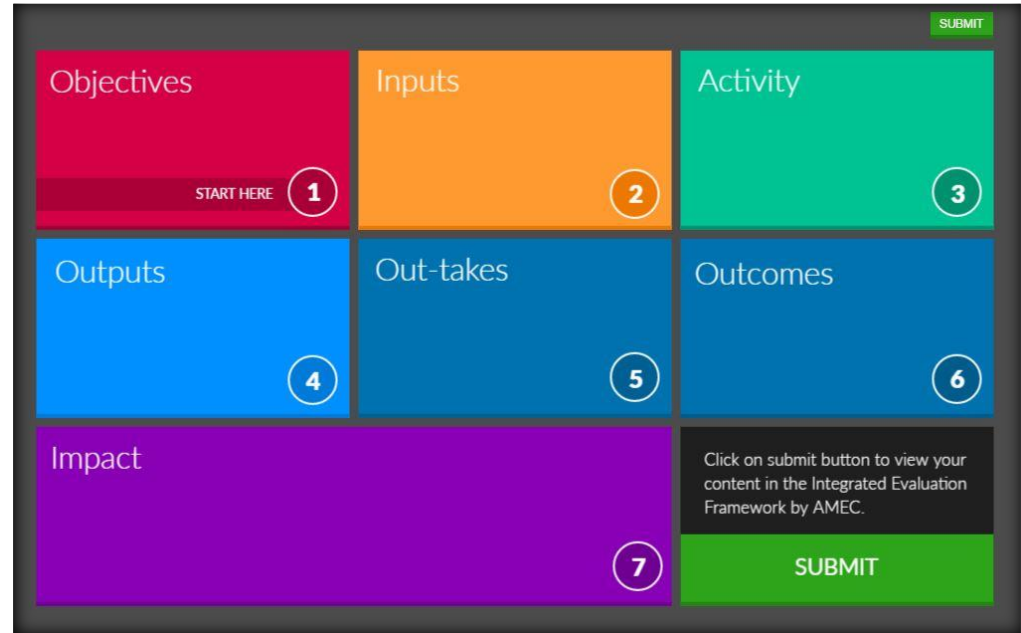 SUBMIT
Objectives
START HERE
1
Inputs
2
Activity
3
Outputs
4
Out-takes
5
Outcomes
6
Impact
7
Click on submit button to view your
content in the Integrated Evaluation
Framework by AMEC.
SUBMIT